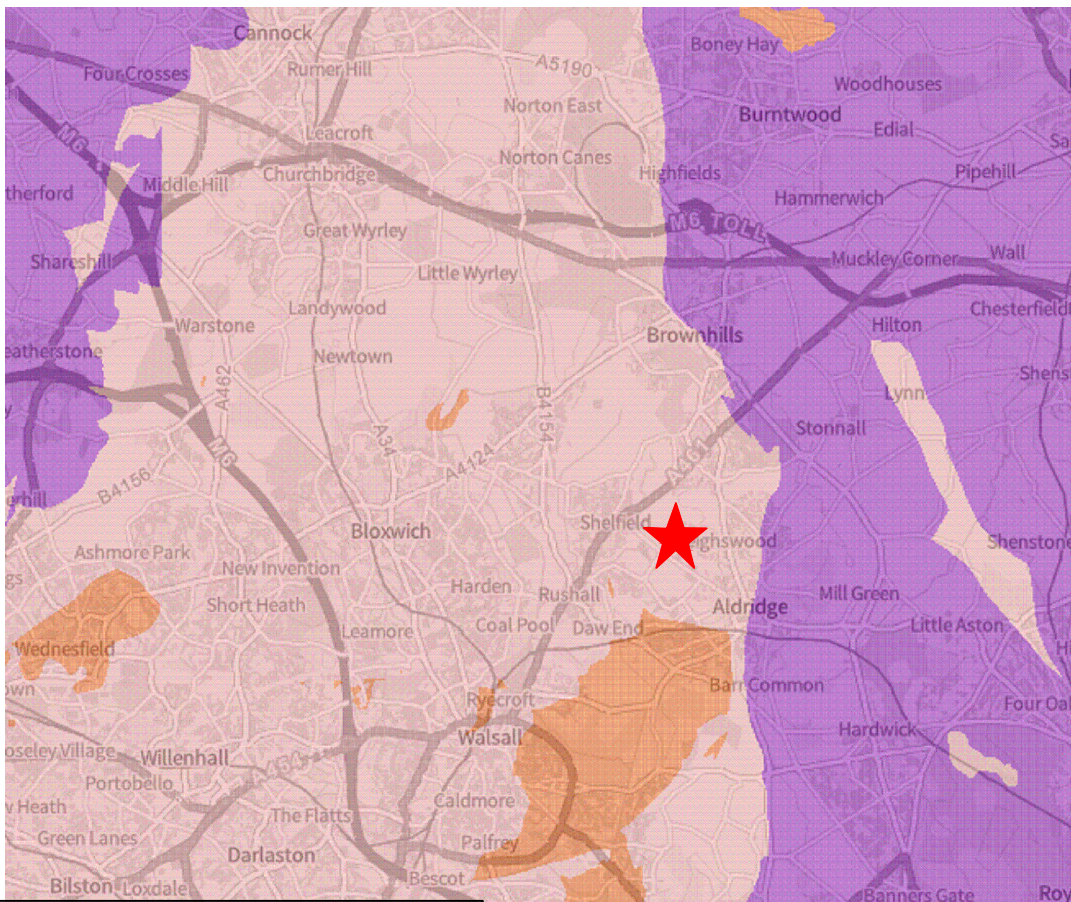 Cannock
Boney Hay
Rumer Hill
A5190
Four Crosses
Woodhouses
Norton East
Burntwood
Edial
M6
Leacroft
Norton Canes
Highfields
Pipehill
Churchbridge
Middle Hill
Hammerwich
M6 TOLL
Great Wyrley
Wall
Muckley Corner
Shareshill
Little Wyrley
Landywood
Chesterfield
Warstone
Hilton
Brownhills
Newtown
A462
Lynn
B4154
Stonnall
A34
A461
M6
A4124
B4156
Shelfield
Bloxwich
Shenstone
Ashmore Park
New Invention
Harden
Rushall
Mill Green
Short Heath
Aldridge
Coal Pool
Daw End
Little Aston
Leamore
Wednesfield
Barr Common
Ryecroft
Hardwick
Walsall
Willenhall
A454
Portobello
Caldmore
The Flatts
Green Lanes
Palfrey
Darlaston
Bescot
Bilston
Loxdale
Banners Gate